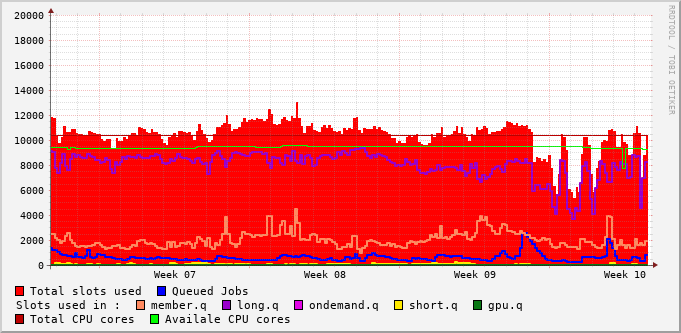 20000
18000
16000
14000
12000
10000
8000
6000
4000
2000
0
Week 07 Week 08 Week 09 Week 10
RRDTOOL / TOBI OETIKER
Total slots used Queued Jobs
Slots used in : member.q long.q ondemand.q short.q gpu.q
Total CPU cores Availale CPU cores